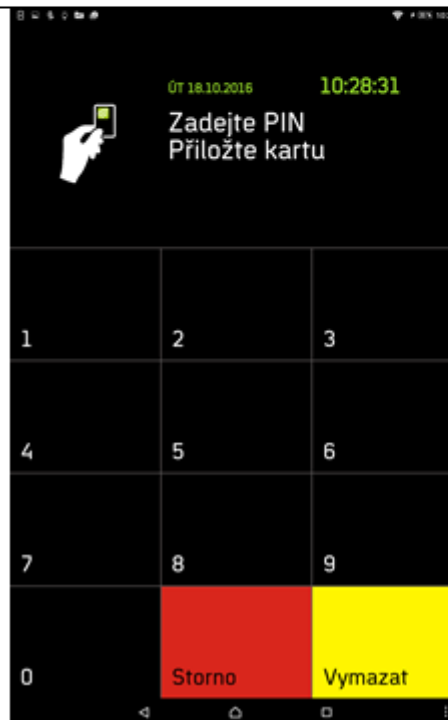 ÚT 18.10.2016 10:28:31
Zadejte PIN
Přiložte kartu
1 2 3
4 5 6
7 8 9
0 Storno Vymazat